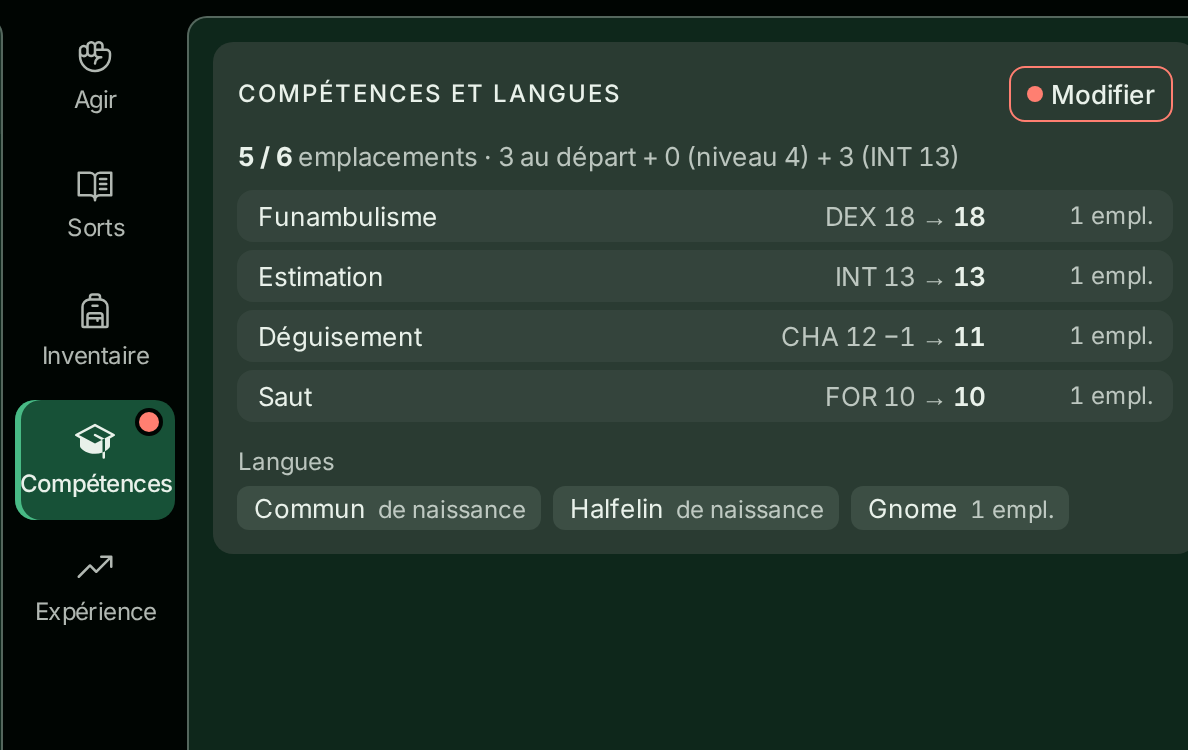 Agir
Sorts
Inventaire
Compétences
Expérience
COMPÉTENCES ET LANGUES
Modifier
5 / 6 emplacements · 3 au départ + 0 (niveau 4) + 3 (INT 13)
Funambulisme DEX 18 → 18 1 empl.
Estimation INT 13 → 13 1 empl.
Déguisement CHA 12 −1 → 11 1 empl.
Saut FOR 10 → 10 1 empl.
Langues
Commun de naissance Halfelin de naissance Gnome 1 empl.